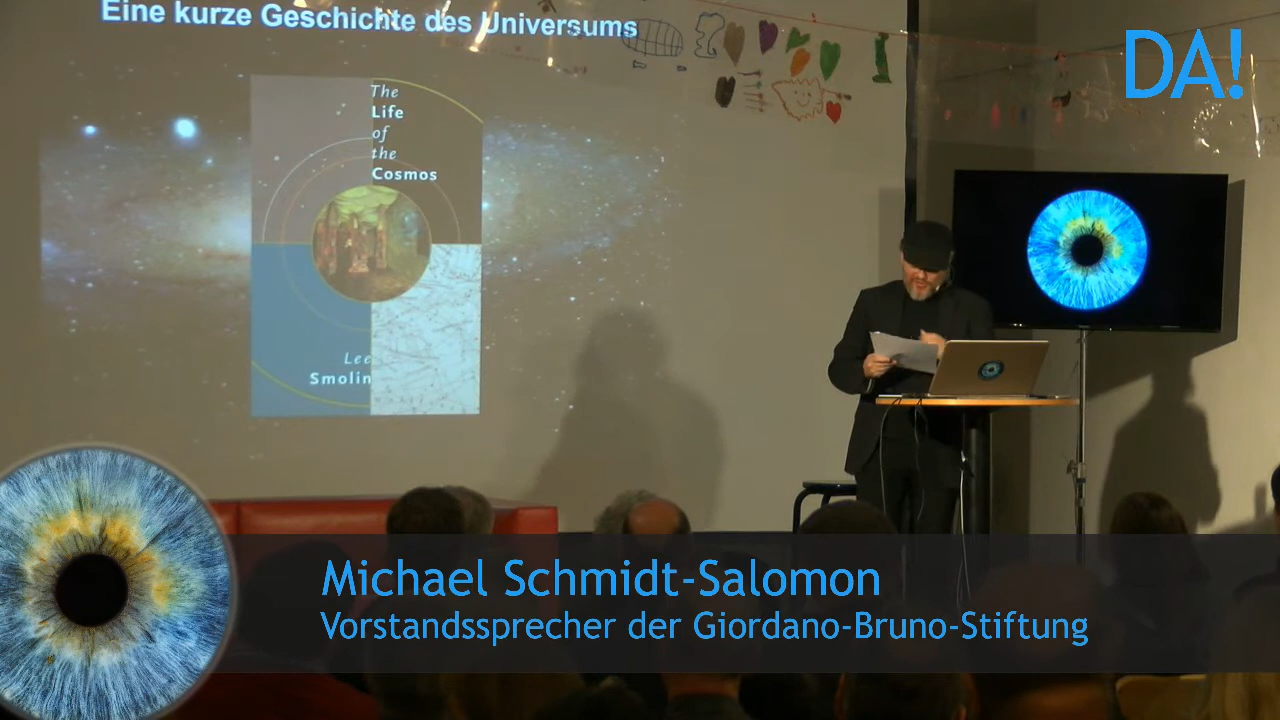 Eine kurze Geschichte des Universums
The
Life
of
the
Cosmos
Lee
Smolin
DA!
Michael Schmidt-Salomon
Vorstandssprecher der Giordano-Bruno-Stiftung